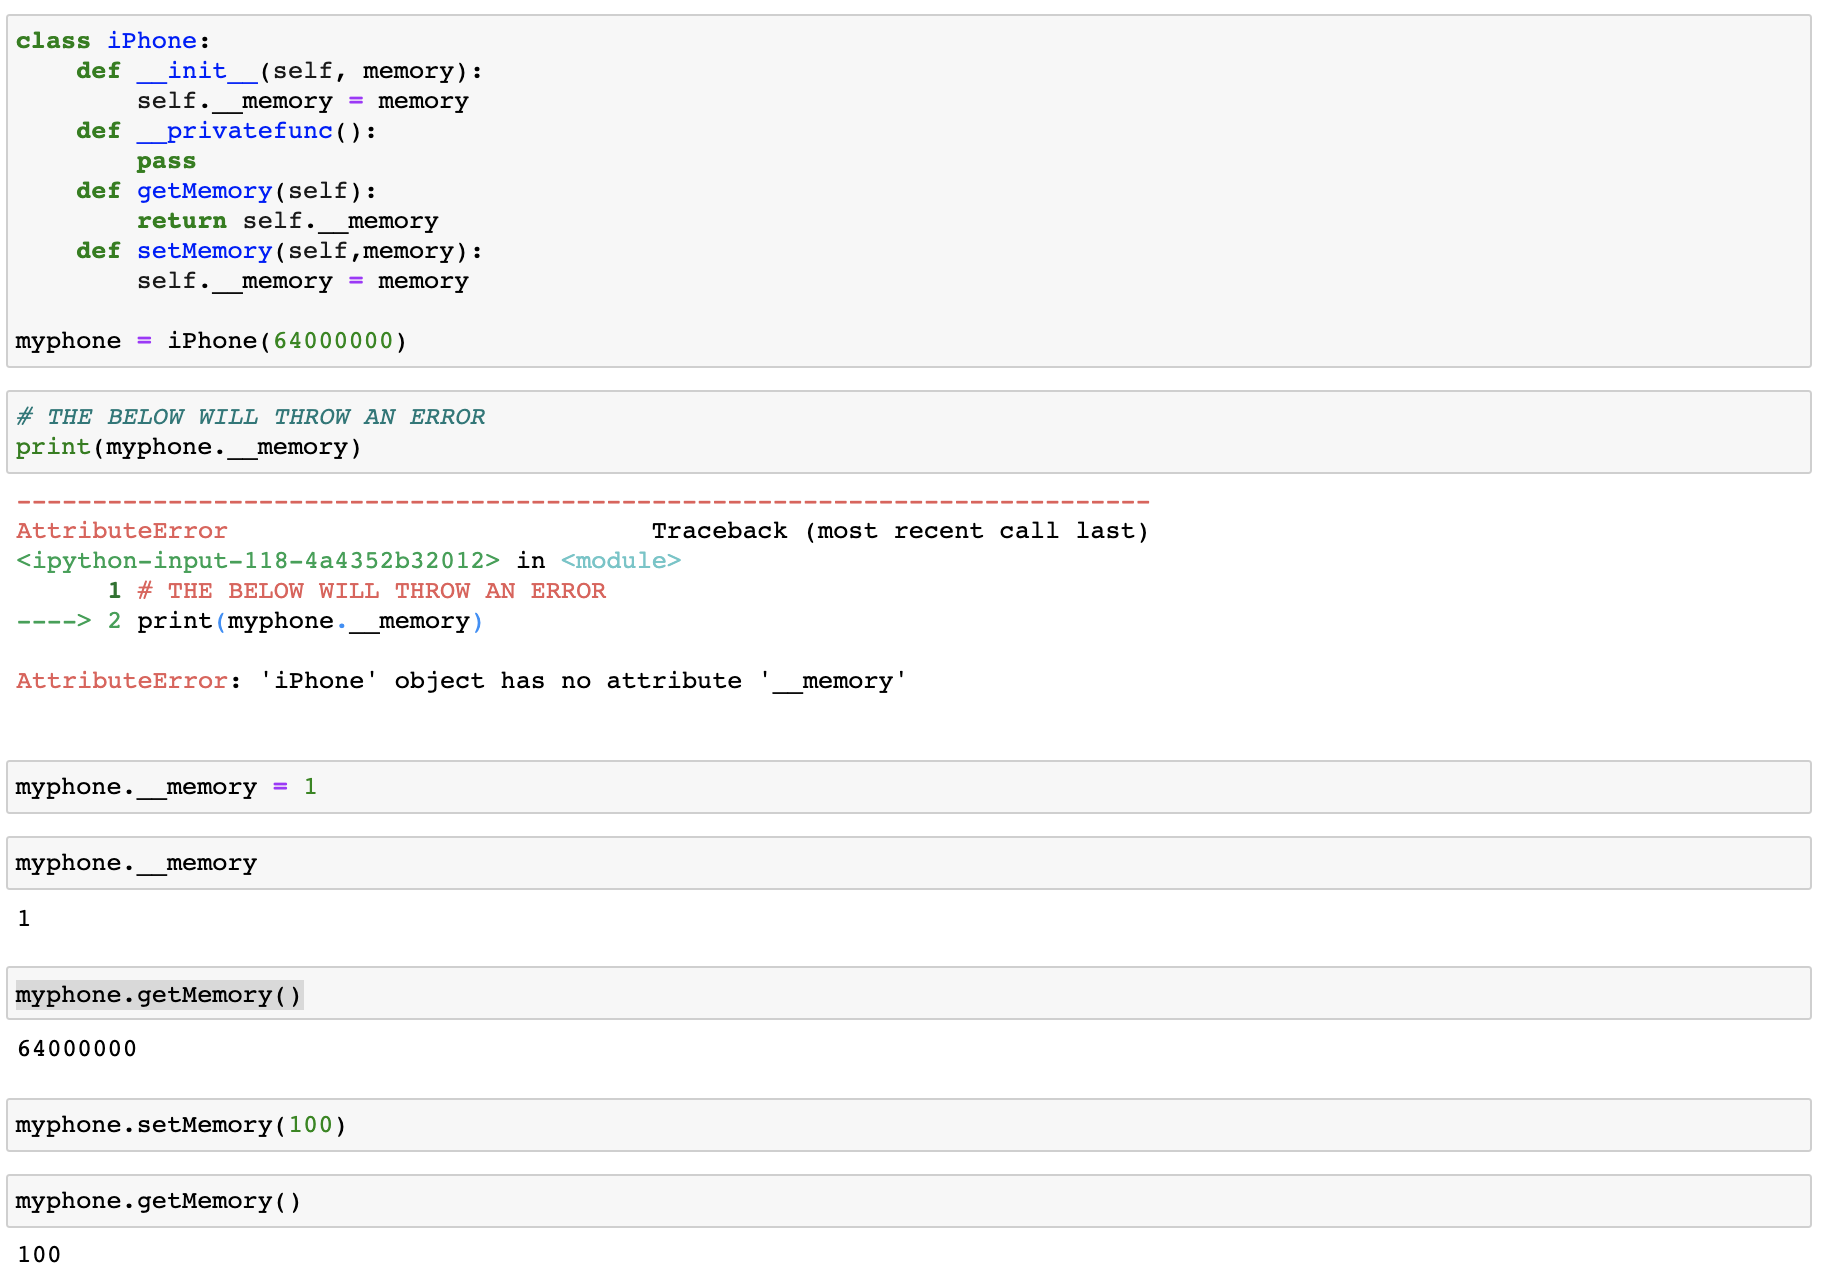 class iPhone:
    def __init__(self, memory):
        self.__memory = memory
    def __privatefunc():
        pass
    def getMemory(self):
        return self.__memory
    def setMemory(self,memory):
        self.__memory = memory

myphone = iPhone(64000000)
# THE BELOW WILL THROW AN ERROR
print(myphone.__memory)
---------------------------------------------------------------------------
AttributeError                            Traceback (most recent call last)
<ipython-input-118-4a4352b32012> in <module>
      1 # THE BELOW WILL THROW AN ERROR
----> 2 print(myphone.__memory)

AttributeError: 'iPhone' object has no attribute '__memory'
myphone.__memory = 1
myphone.__memory
1
myphone.getMemory()
64000000
myphone.setMemory(100)
myphone.getMemory()
100